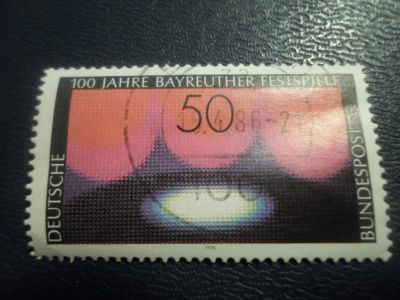 100 JAHRE BAYREUTHER FESTSPIELE
50
DEUTSCHE
BUNDESPOST
1976